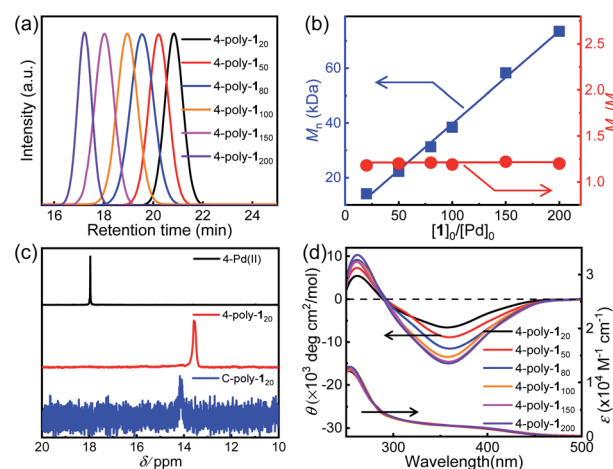 (a)
Intensity (a.u.)
4-poly-1₂₀
4-poly-1₅₀
4-poly-1₈₀
4-poly-1₁₀₀
4-poly-1₁₅₀
4-poly-1₂₀₀
16 18 20 22 24
Retention time (min)
(b)
Mn (kDa)
80
60
40
20
0 50 100 150 200
[1]₀/[Pd]₀
2.5
2.0
1.5
1.0
(c)
4-Pd(II)
4-poly-1₂₀
C-poly-1₂₀
20 18 16 14 12 10
δ/ppm
(d)
θ (×10³ deg cm²/mol)
10
0
-10
-20
-30
4-poly-1₂₀
4-poly-1₅₀
4-poly-1₈₀
4-poly-1₁₀₀
4-poly-1₁₅₀
4-poly-1₂₀₀
300 400 500
Wavelength(nm)
3
2
1
0
ε (×10⁴ M⁻¹ cm⁻¹)